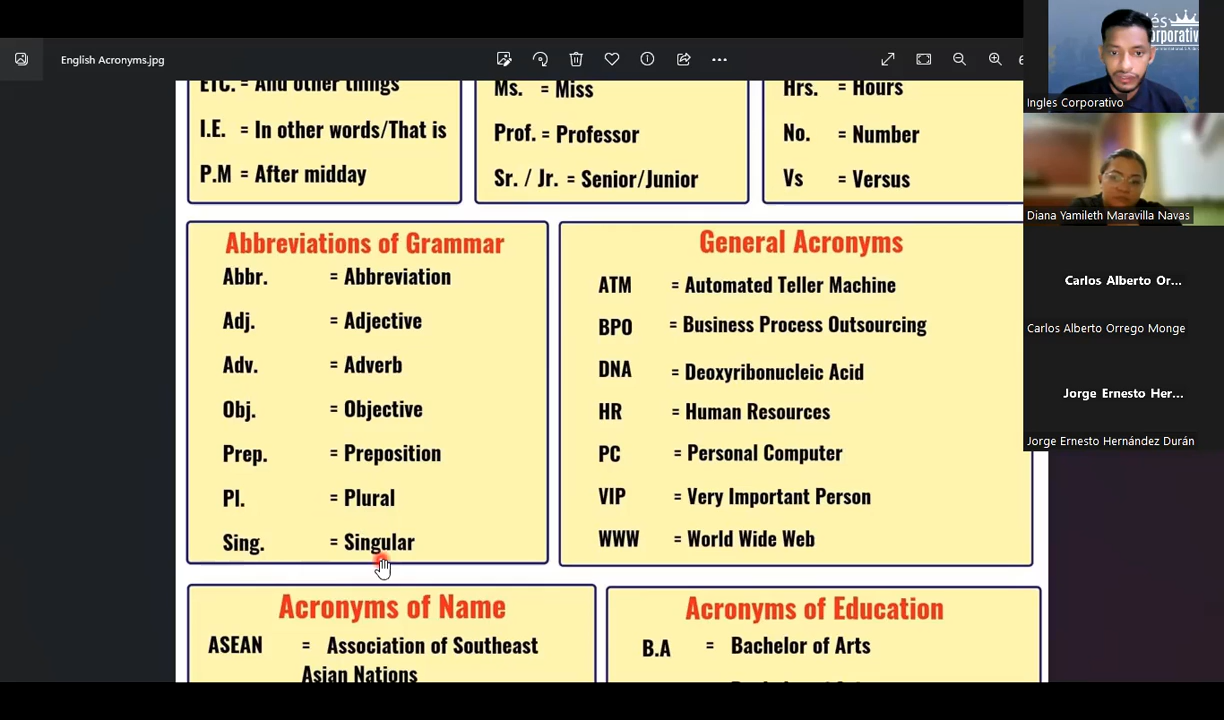 English Acronyms.jpg
ETC. = And other things
I.E. = In other words/That is
P.M = After midday
Ms. = Miss
Prof. = Professor
Sr. / Jr. = Senior/Junior
Hrs. = Hours
No. = Number
Vs = Versus
Abbreviations of Grammar
Abbr. = Abbreviation
Adj. = Adjective
Adv. = Adverb
Obj. = Objective
Prep. = Preposition
Pl. = Plural
Sing. = Singular
General Acronyms
ATM = Automated Teller Machine
BPO = Business Process Outsourcing
DNA = Deoxyribonucleic Acid
HR = Human Resources
PC = Personal Computer
VIP = Very Important Person
WWW = World Wide Web
Acronyms of Name
ASEAN = Association of Southeast
Asian Nations
Acronyms of Education
B.A = Bachelor of Arts
Ingles Corporativo
Diana Yamileth Maravilla Navas
Carlos Alberto Or...
Carlos Alberto Orrego Monge
Jorge Ernesto Her...
Jorge Ernesto Hernández Durán